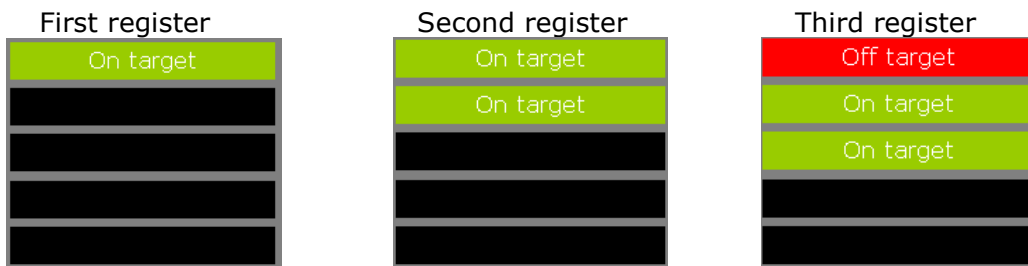 First register
On target
Second register
On target
On target
Third register
Off target
On target
On target